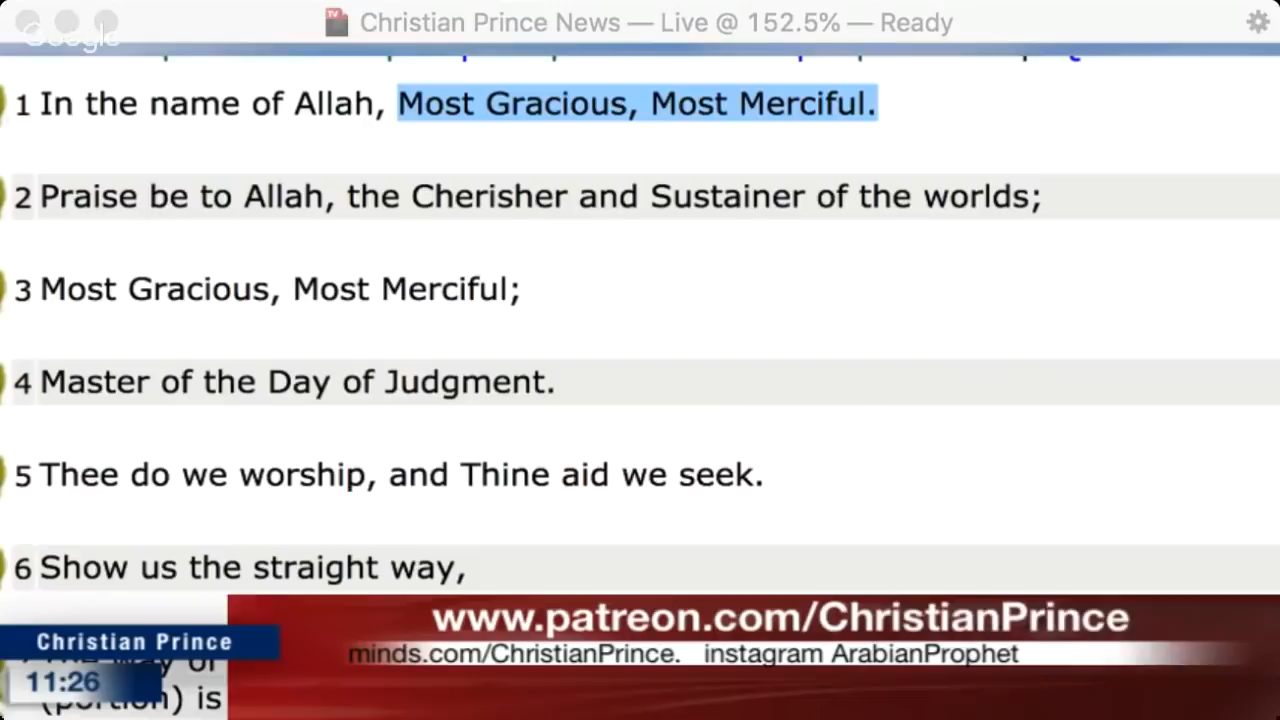 Christian Prince News — Live @ 152.5% — Ready
Google
1 In the name of Allah, Most Gracious, Most Merciful.
2 Praise be to Allah, the Cherisher and Sustainer of the worlds;
3 Most Gracious, Most Merciful;
4 Master of the Day of Judgment.
5 Thee do we worship, and Thine aid we seek.
6 Show us the straight way,
www.patreon.com/ChristianPrince
Christian Prince
minds.com/ChristianPrince. instagram ArabianProphet
way of
11:26
(portion) is